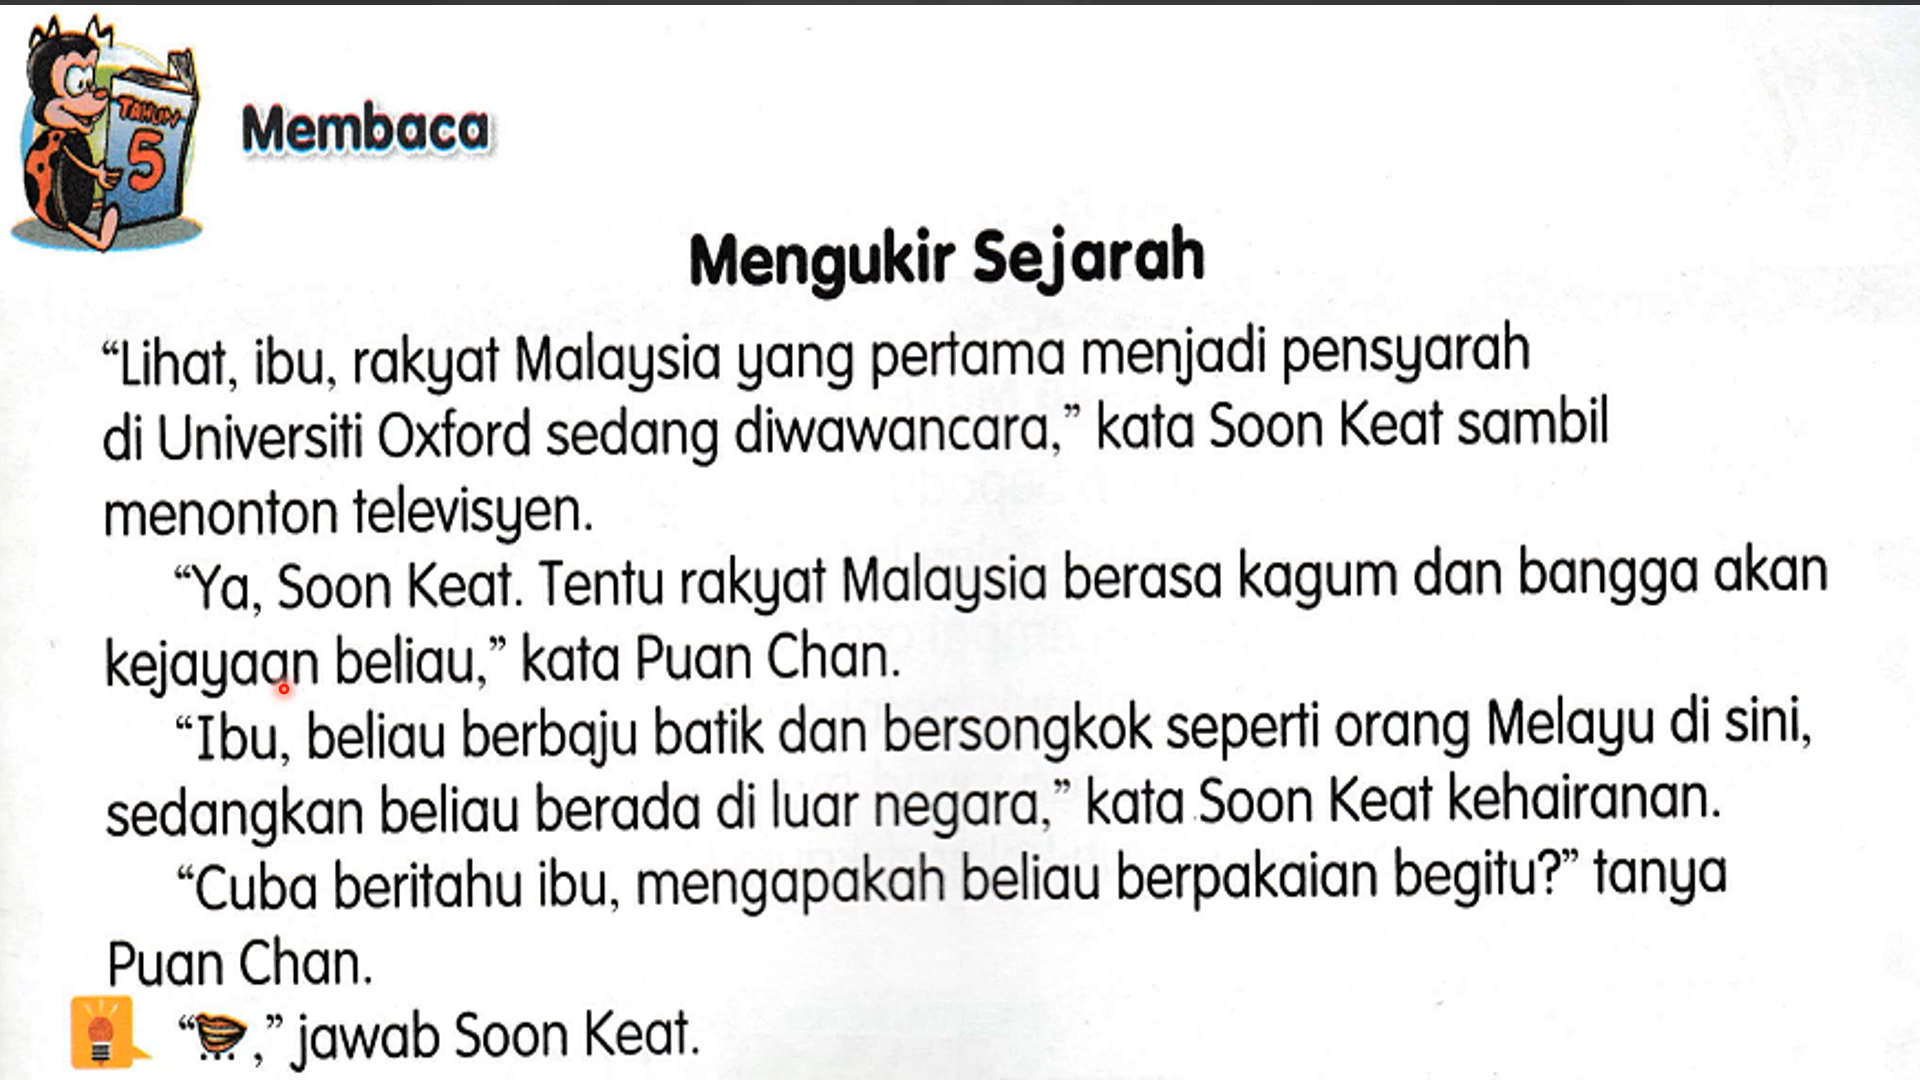 TAHUN
5
Membaca
Mengukir Sejarah
“Lihat, ibu, rakyat Malaysia yang pertama menjadi pensyarah
di Universiti Oxford sedang diwawancara,” kata Soon Keat sambil
menonton televisyen.
“Ya, Soon Keat. Tentu rakyat Malaysia berasa kagum dan bangga akan
kejayaan beliau,” kata Puan Chan.
“Ibu, beliau berbaju batik dan bersongkok seperti orang Melayu di sini,
sedangkan beliau berada di luar negara,” kata Soon Keat kehairanan.
“Cuba beritahu ibu, mengapakah beliau berpakaian begitu?” tanya
Puan Chan.
“... ,” jawab Soon Keat.